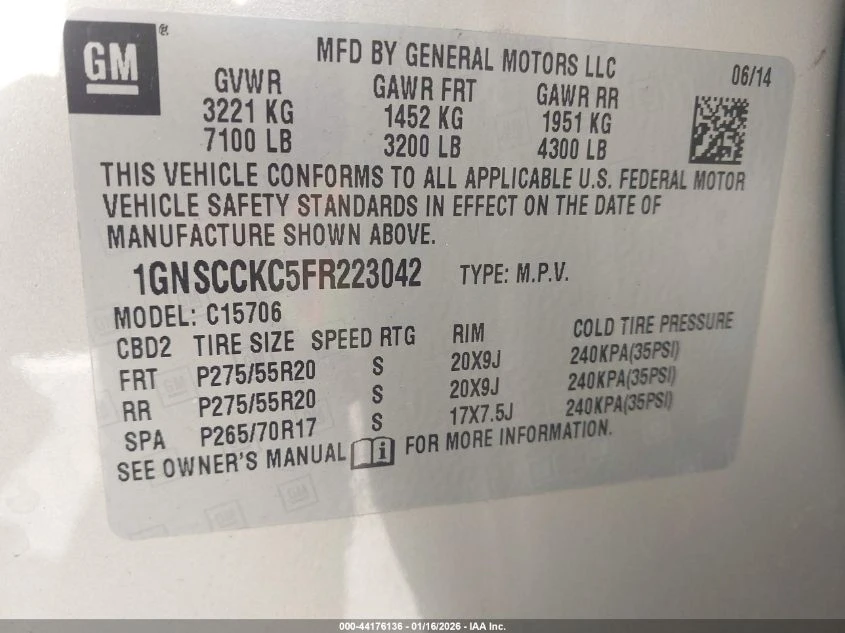 GM®
MFD BY GENERAL MOTORS LLC
06/14
GVWR GAWR FRT GAWR RR
3221 KG 1452 KG 1951 KG
7100 LB 3200 LB 4300 LB
THIS VEHICLE CONFORMS TO ALL APPLICABLE U.S. FEDERAL MOTOR
VEHICLE SAFETY STANDARDS IN EFFECT ON THE DATE OF
MANUFACTURE SHOWN ABOVE.
1GNSCCKC5FR223042 TYPE: M.P.V.
MODEL: C15706
CBD2 TIRE SIZE SPEED RTG RIM COLD TIRE PRESSURE
FRT P275/55R20 S 20X9J 240KPA(35PSI)
RR P275/55R20 S 20X9J 240KPA(35PSI)
SPA P265/70R17 S 17X7.5J 240KPA(35PSI)
SEE OWNER'S MANUAL FOR MORE INFORMATION.
000-44176136 - 01/16/2026 - IAA Inc.